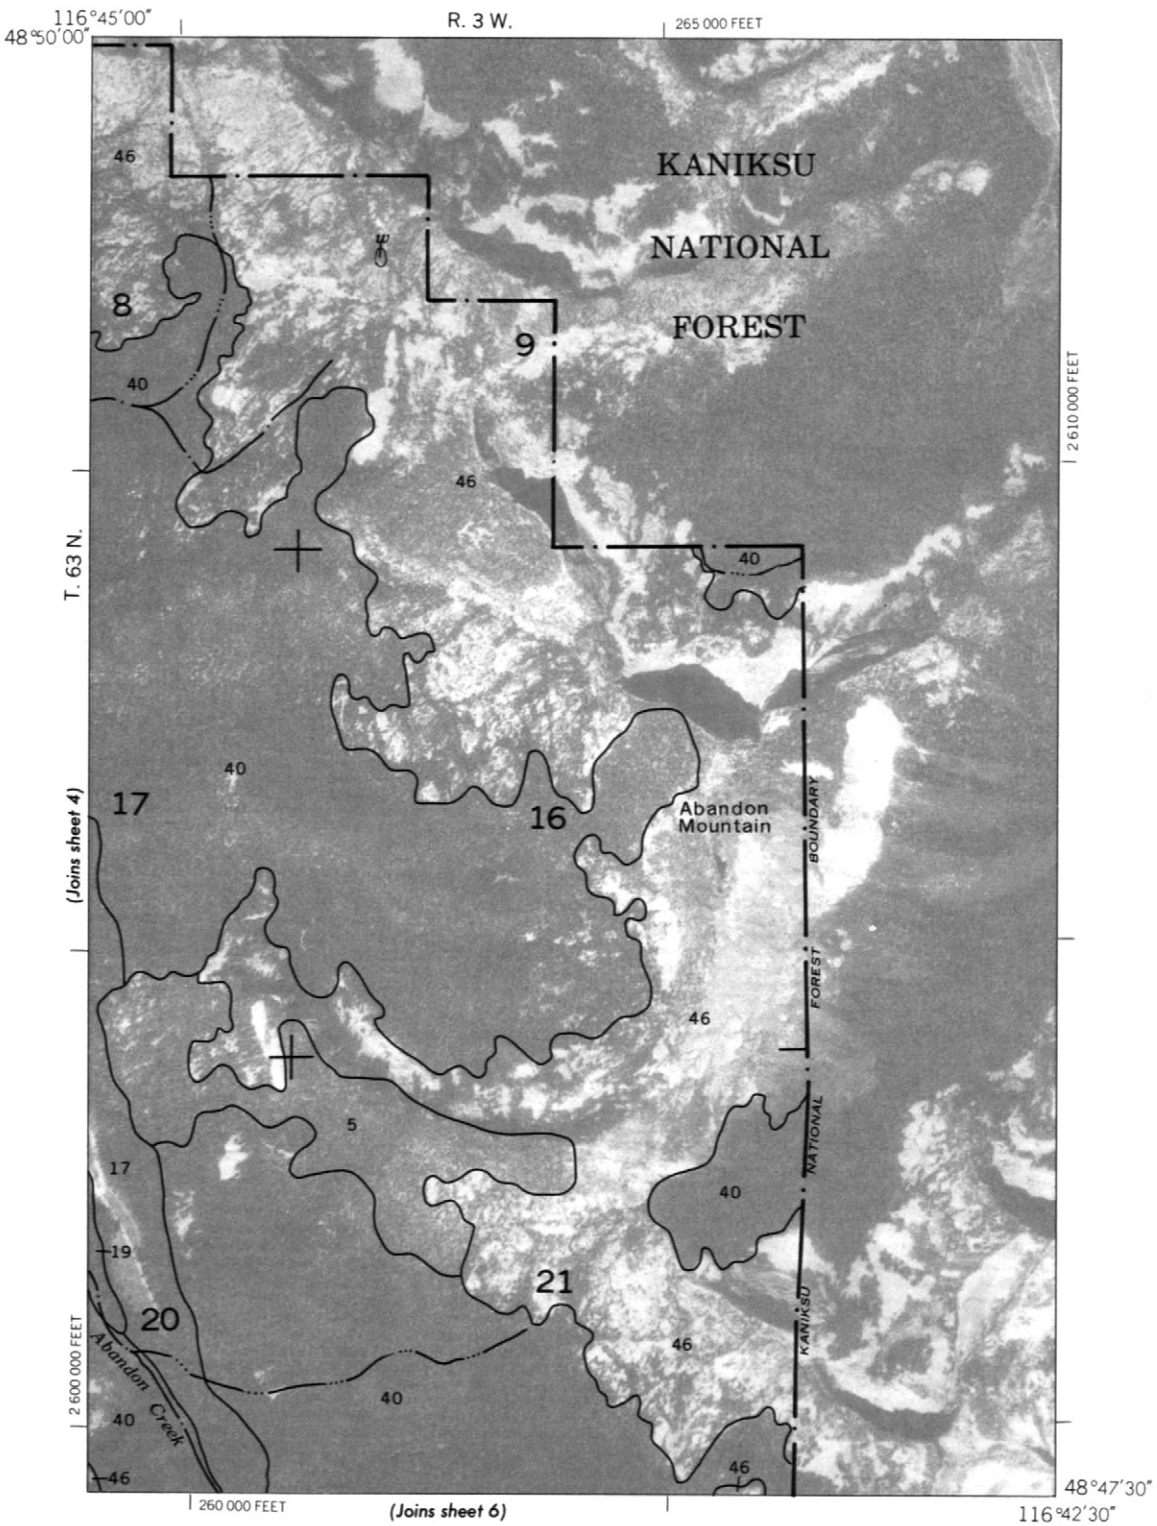 116°45'00"
48°50'00"
R. 3 W.
265 000 FEET
46
KANIKSU
NATIONAL
FOREST
8
9
2 610 000 FEET
40
46
40
T. 63 N.
40
17
16
Abandon
Mountain
BOUNDARY
(Joins sheet 4)
FOREST
46
5
NATIONAL
17
40
19
21
20
KANIKSU
46
2 600 000 FEET
Abandon Creek
40
40
46
46
48°47'30"
260 000 FEET
(Joins sheet 6)
116°42'30"